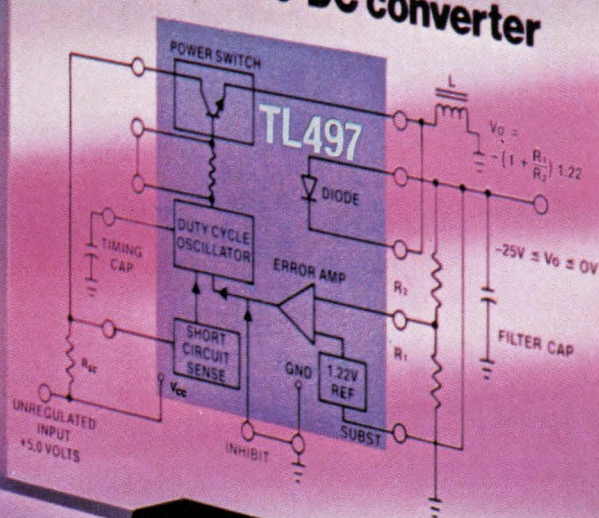 DC converter
POWER SWITCH
TL497
L
Vo =
-(1 + R₁/R₂) 1.22
DIODE
DUTY CYCLE
OSCILLATOR
TIMING
CAP
ERROR AMP
-25V ≤ Vo ≤ 0V
R₂
FILTER CAP
SHORT
CIRCUIT
SENSE
R₁
GND
1.22V
REF
RSC
VCC
UNREGULATED
INPUT
+5.0 VOLTS
INHIBIT
SUBST